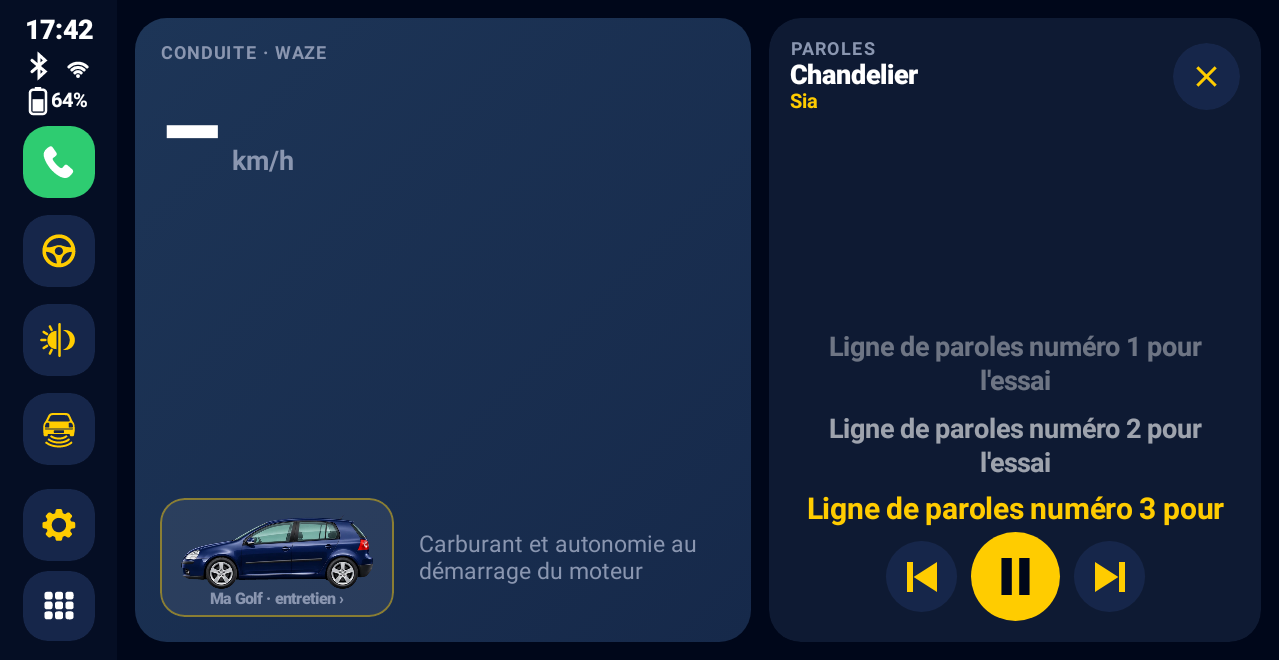 17:42
64%
CONDUITE · WAZE
km/h
Ma Golf · entretien ›
Carburant et autonomie au
démarrage du moteur
PAROLES
Chandelier
Sia
Ligne de paroles numéro 1 pour
l'essai
Ligne de paroles numéro 2 pour
l'essai
Ligne de paroles numéro 3 pour